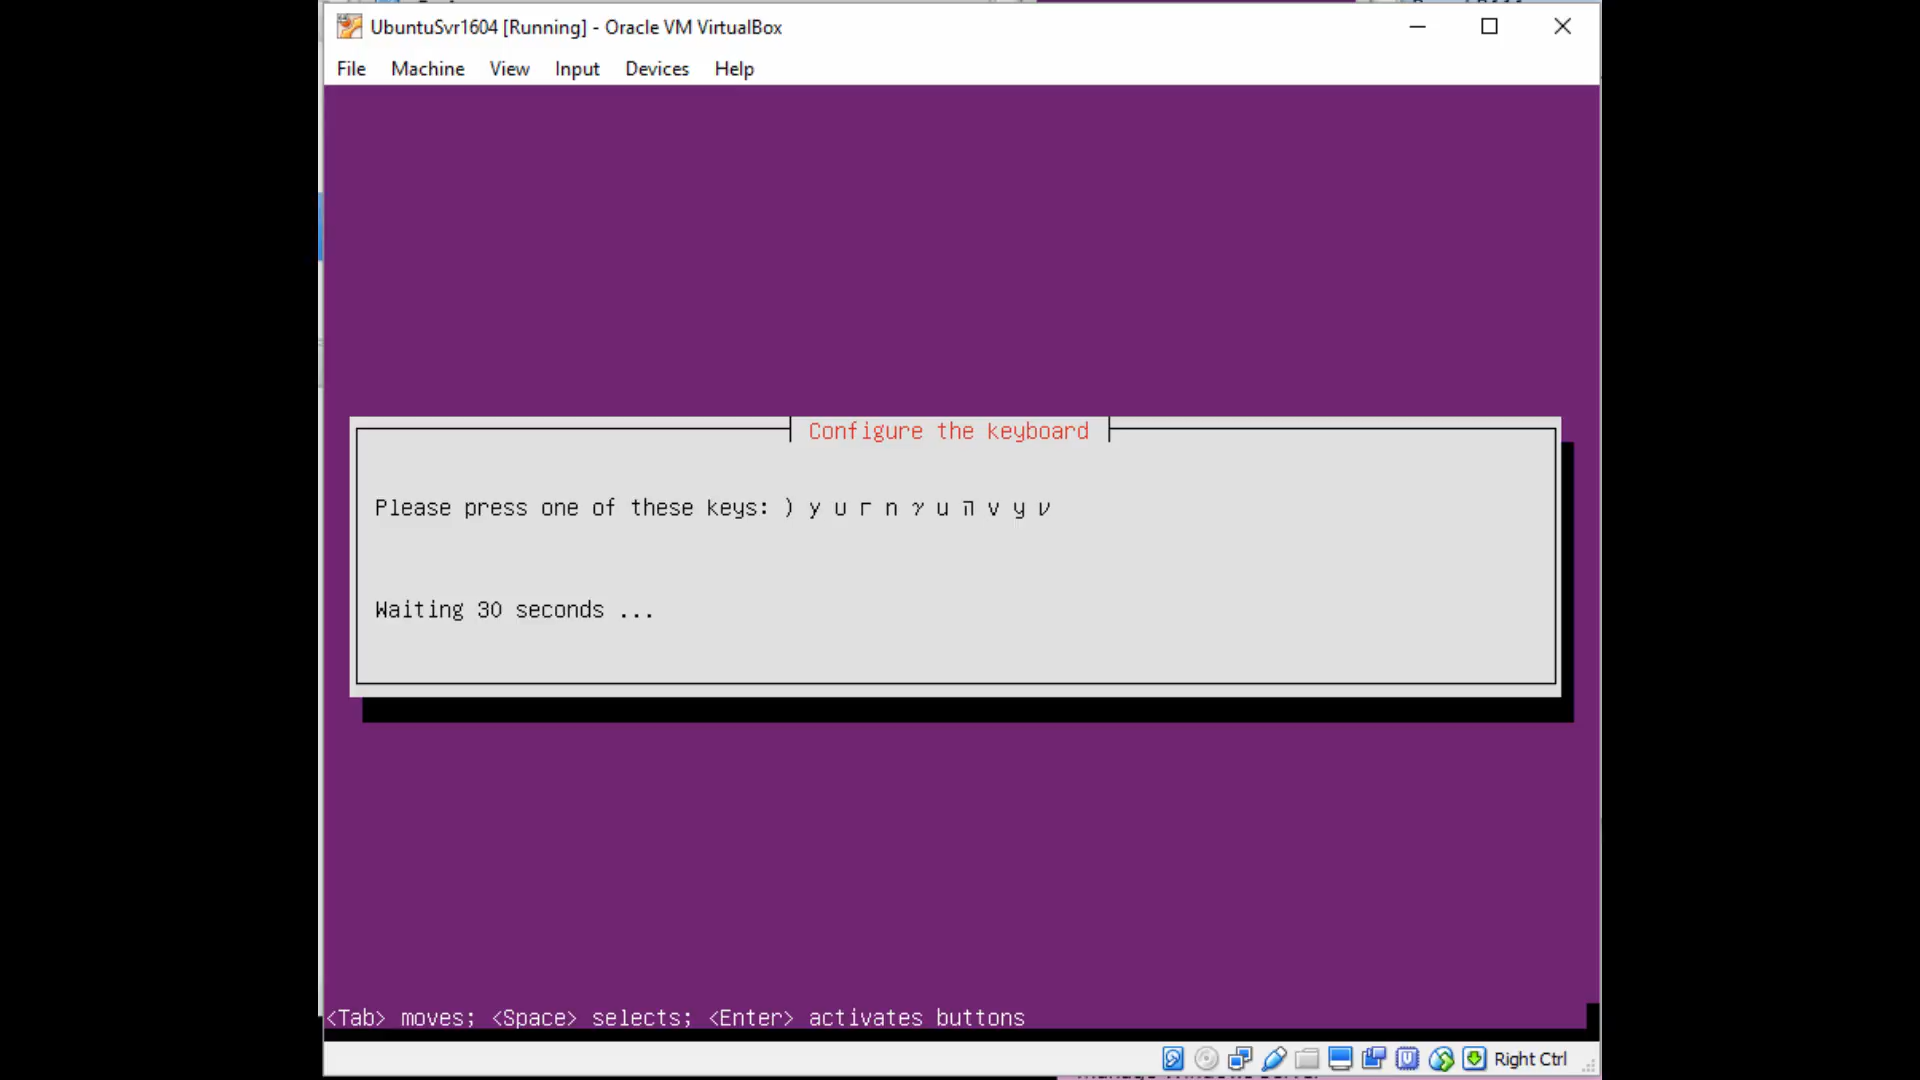 UbuntuSvr1604 [Running] - Oracle VM VirtualBox
File Machine View Input Devices Help
Configure the keyboard
Please press one of these keys: ) y u г n γ u ה v y ν
Waiting 30 seconds ...
<Tab> moves; <Space> selects; <Enter> activates buttons
Right Ctrl